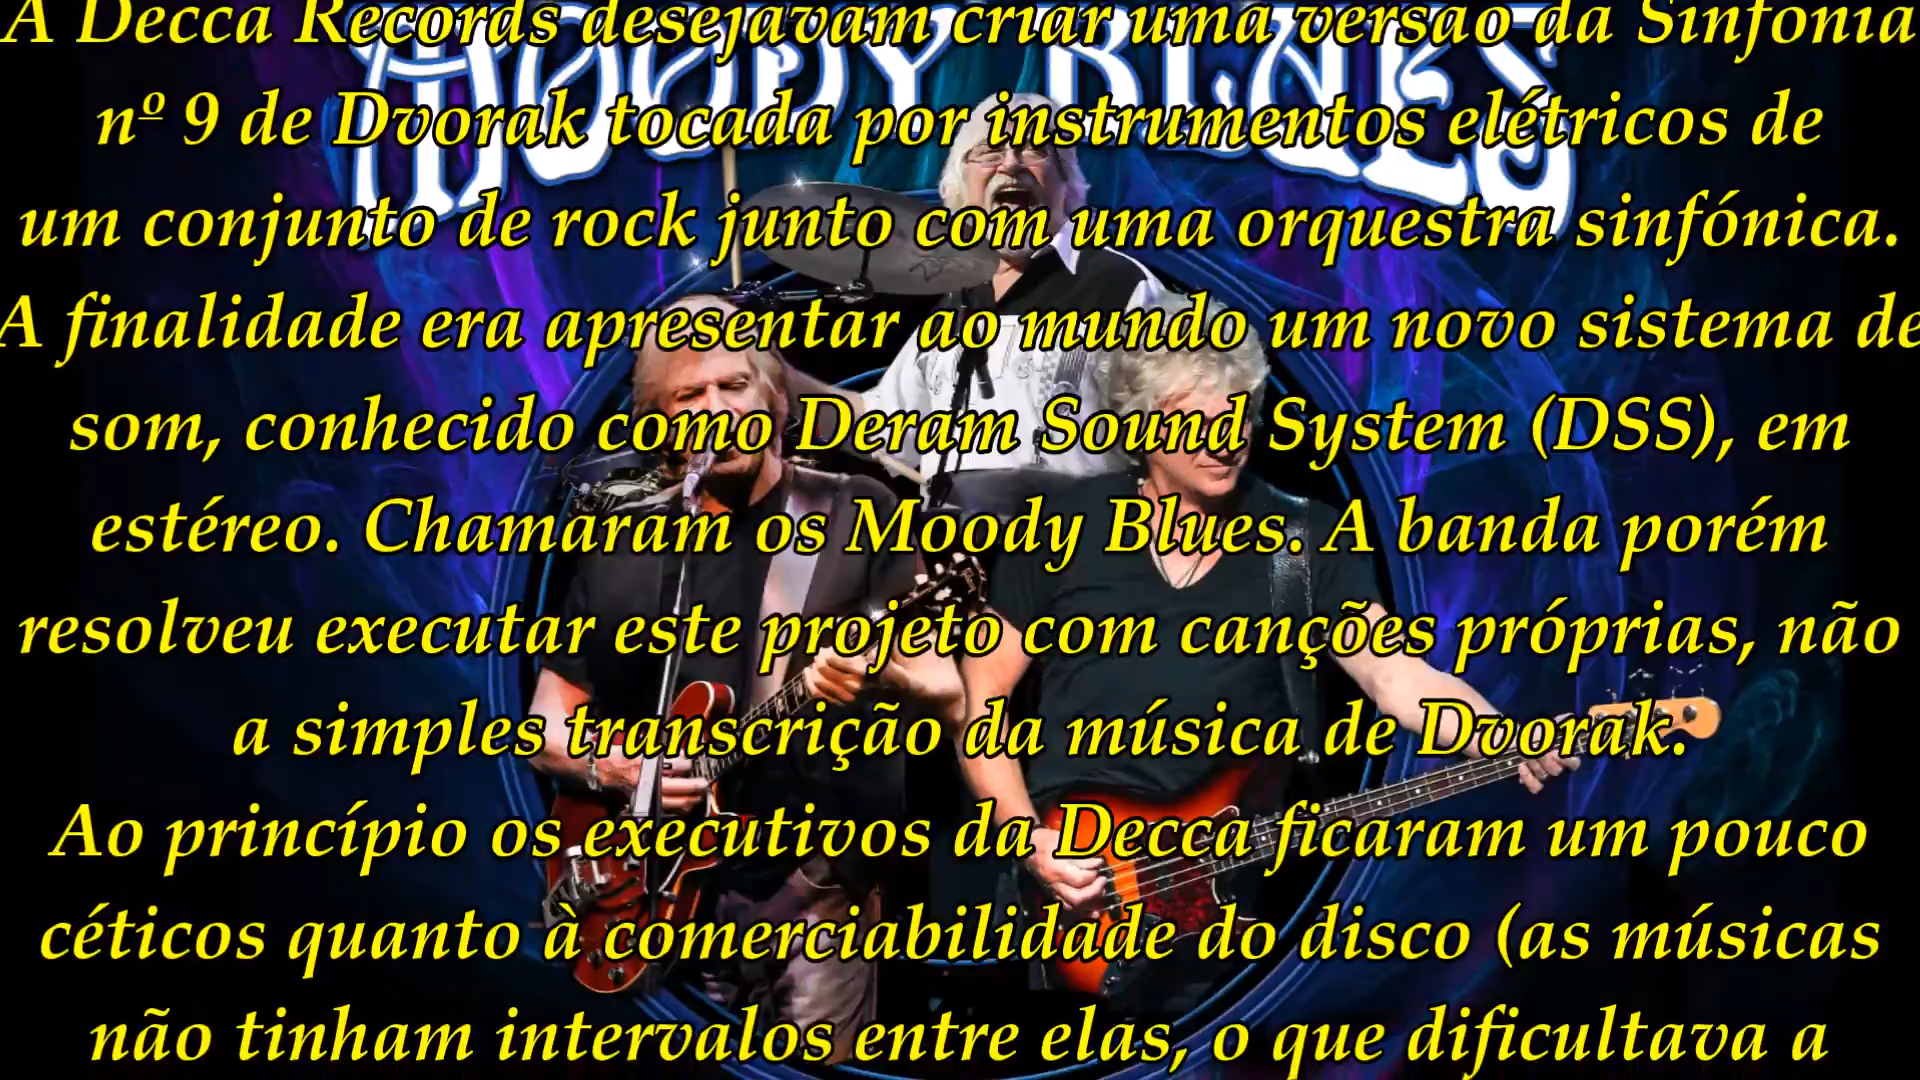 A Decca Records desejavam criar uma versão da Sinfonia
MOODY BLUES
nº 9 de Dvorak tocada por instrumentos elétricos de
um conjunto de rock junto com uma orquestra sinfónica.
A finalidade era apresentar ao mundo um novo sistema de
som, conhecido como Deram Sound System (DSS), em
estéreo. Chamaram os Moody Blues. A banda porém
resolveu executar este projeto com canções próprias, não
a simples transcrição da música de Dvorak.
Ao princípio os executivos da Decca ficaram um pouco
céticos quanto à comerciabilidade do disco (as músicas
não tinham intervalos entre elas, o que dificultava a